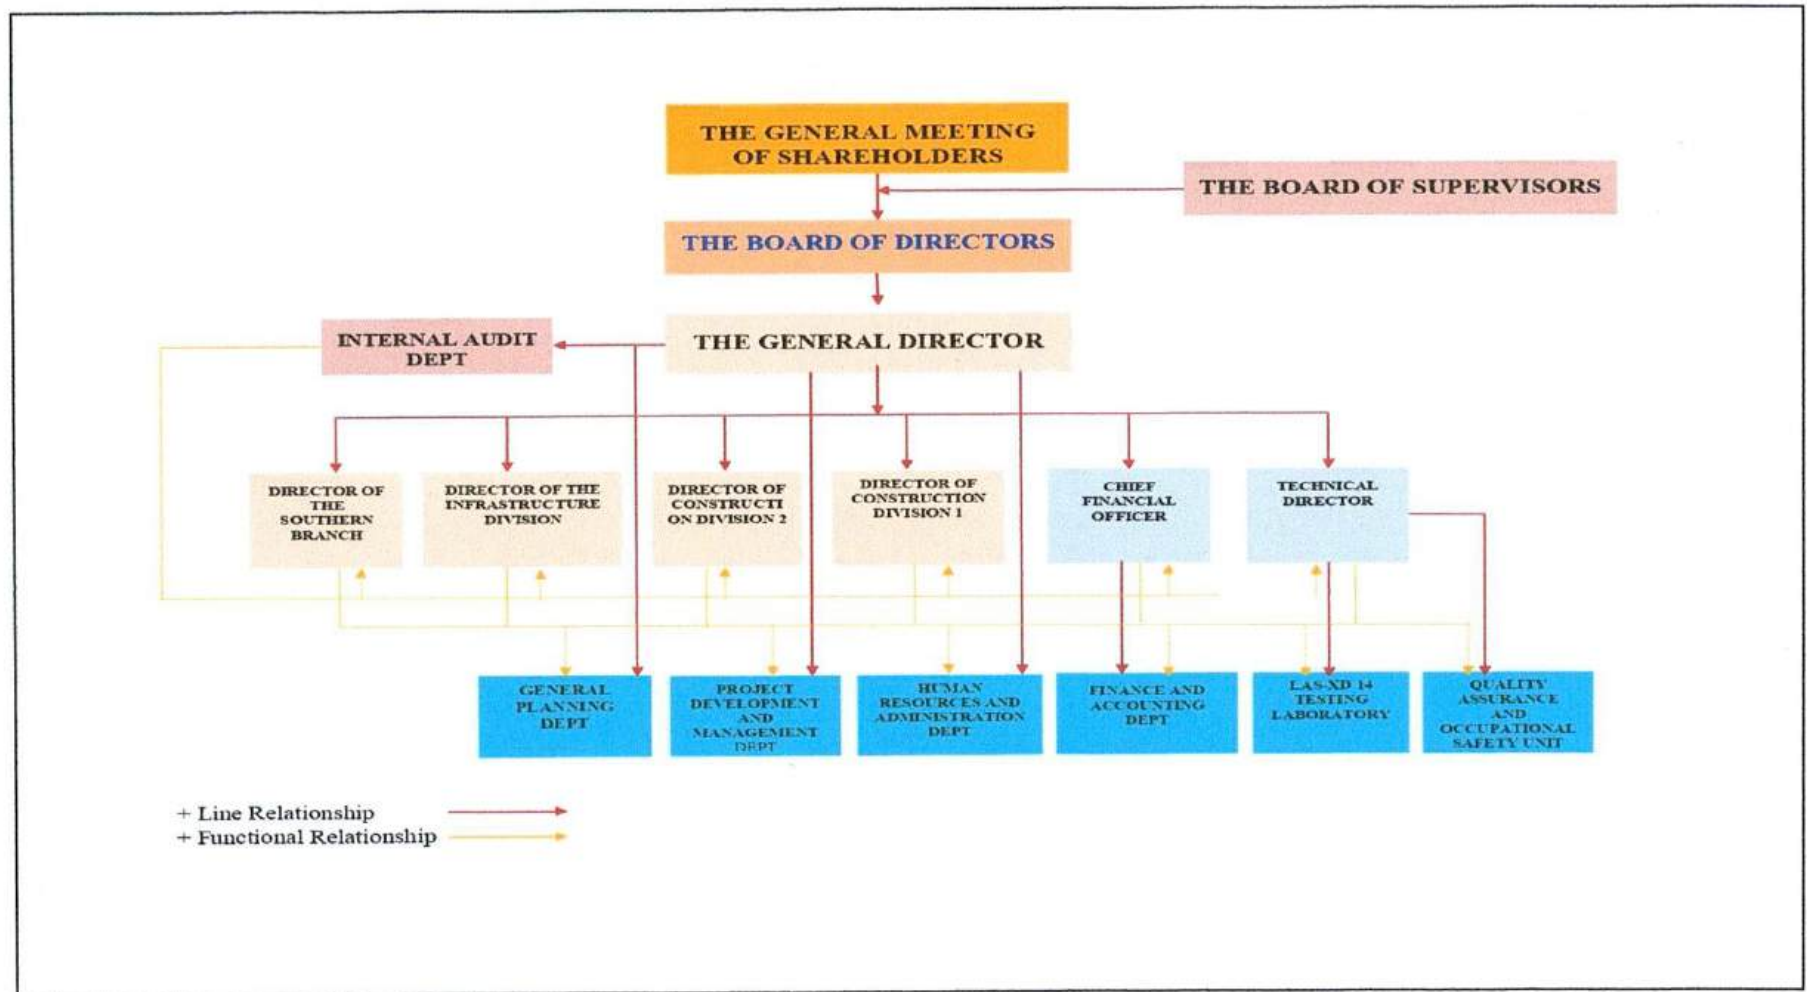 THE GENERAL MEETING
OF SHAREHOLDERS
THE BOARD OF SUPERVISORS
THE BOARD OF DIRECTORS
INTERNAL AUDIT
DEPT
THE GENERAL DIRECTOR
DIRECTOR OF
THE
SOUTHERN
BRANCH
DIRECTOR OF THE
INFRASTRUCTURE
DIVISION
DIRECTOR OF
CONSTRUCTI
ON DIVISION 2
DIRECTOR OF
CONSTRUCTION
DIVISION 1
CHIEF
FINANCIAL
OFFICER
TECHNICAL
DIRECTOR
GENERAL
PLANNING
DEPT
PROJECT
DEVELOPMENT
AND
MANAGEMENT
DEPT
HUMAN
RESOURCES AND
ADMINISTRATION
DEPT
FINANCE AND
ACCOUNTING
DEPT
LAS-XD 14
TESTING
LABORATORY
QUALITY
ASSURANCE
AND
OCCUPATIONAL
SAFETY UNIT
+ Line Relationship
+ Functional Relationship